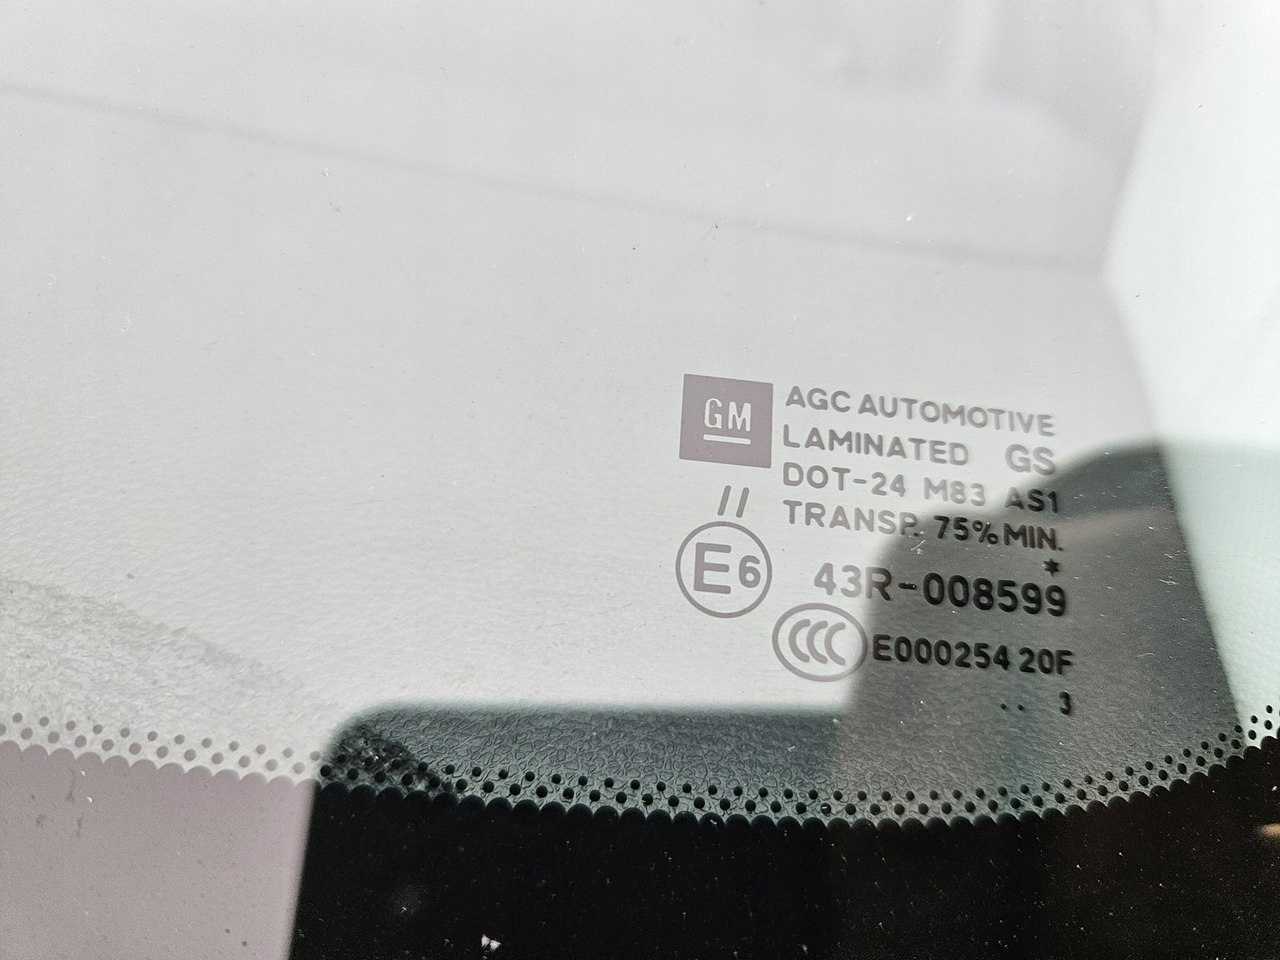 GM
AGC AUTOMOTIVE
LAMINATED GS
DOT-24 M83 AS1
//
TRANSP. 75% MIN.
*
E6
43R-008599
CCC
E000254 20F
.. 3